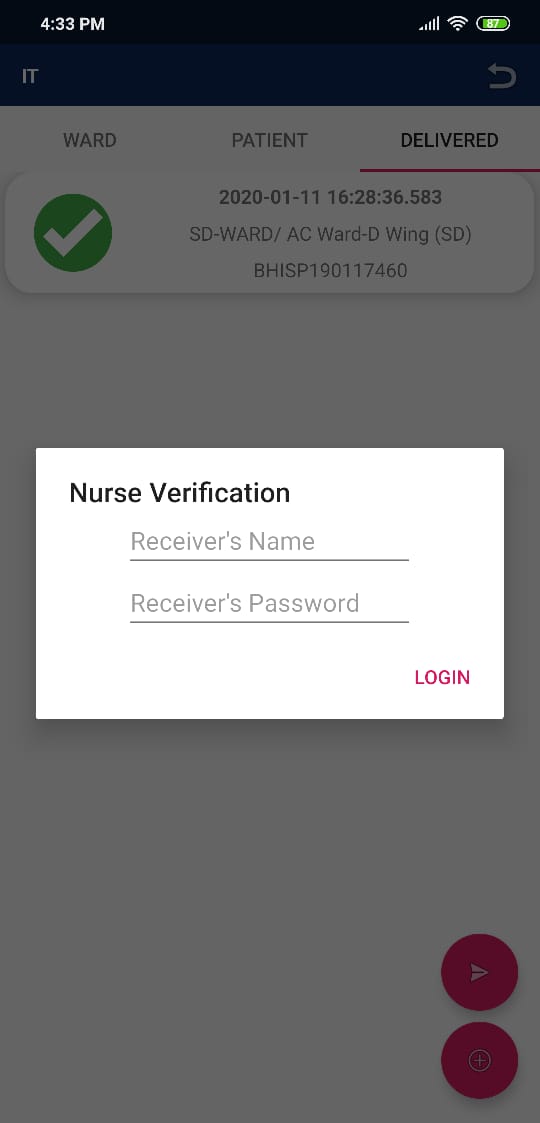 4:33 PM
87
IT
WARD
PATIENT
DELIVERED
2020-01-11 16:28:36.583
SD-WARD/ AC Ward-D Wing (SD)
BHISP190117460
Nurse Verification
Receiver's Name
Receiver's Password
LOGIN